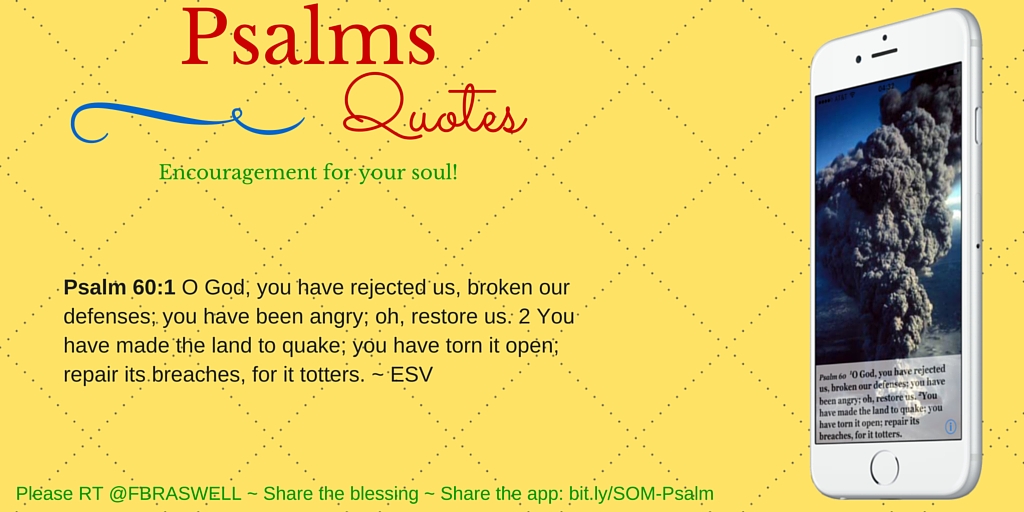 Psalms
Quotes
Encouragement for your soul!
Psalm 60:1 O God, you have rejected us, broken our
defenses; you have been angry; oh, restore us. 2 You
have made the land to quake; you have torn it open;
repair its breaches, for it totters. ~ ESV
Please RT @FBRASWELL ~ Share the blessing ~ Share the app: bit.ly/SOM-Psalm
Psalm 60 ¹O God, you have rejected
us, broken our defenses; you have
been angry; oh, restore us. ²You
have made the land to quake; you
have torn it open; repair its
breaches, for it totters.